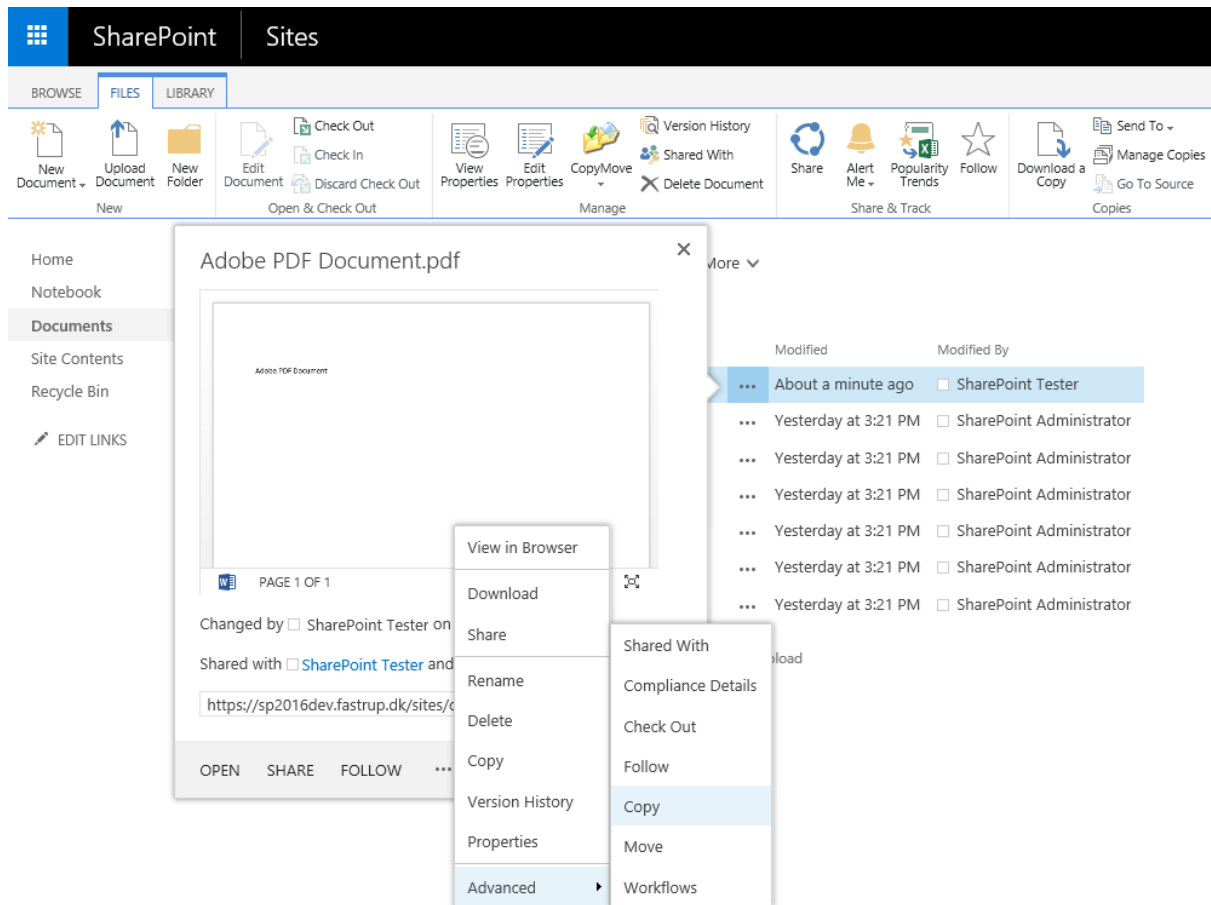 SharePoint Sites
BROWSE FILES LIBRARY
New Document
Upload Document
New Folder
New
Edit Document
Check Out
Check In
Discard Check Out
Open & Check Out
View Properties
Edit Properties
CopyMove
Version History
Shared With
Delete Document
Manage
Share
Alert Me
Popularity Trends
Follow
Share & Track
Download a Copy
Send To
Manage Copies
Go To Source
Copies
Home
Notebook
Documents
Site Contents
Recycle Bin
EDIT LINKS
Adobe PDF Document.pdf
Adobe PDF Document
PAGE 1 OF 1
Changed by SharePoint Tester on
Shared with SharePoint Tester and
https://sp2016dev.fastrup.dk/sites/
OPEN SHARE FOLLOW ...
More
Modified Modified By
... About a minute ago SharePoint Tester
... Yesterday at 3:21 PM SharePoint Administrator
... Yesterday at 3:21 PM SharePoint Administrator
... Yesterday at 3:21 PM SharePoint Administrator
... Yesterday at 3:21 PM SharePoint Administrator
... Yesterday at 3:21 PM SharePoint Administrator
... Yesterday at 3:21 PM SharePoint Administrator
View in Browser
Download
Share
Rename
Delete
Copy
Version History
Properties
Advanced
Shared With
Compliance Details
Check Out
Follow
Copy
Move
Workflows